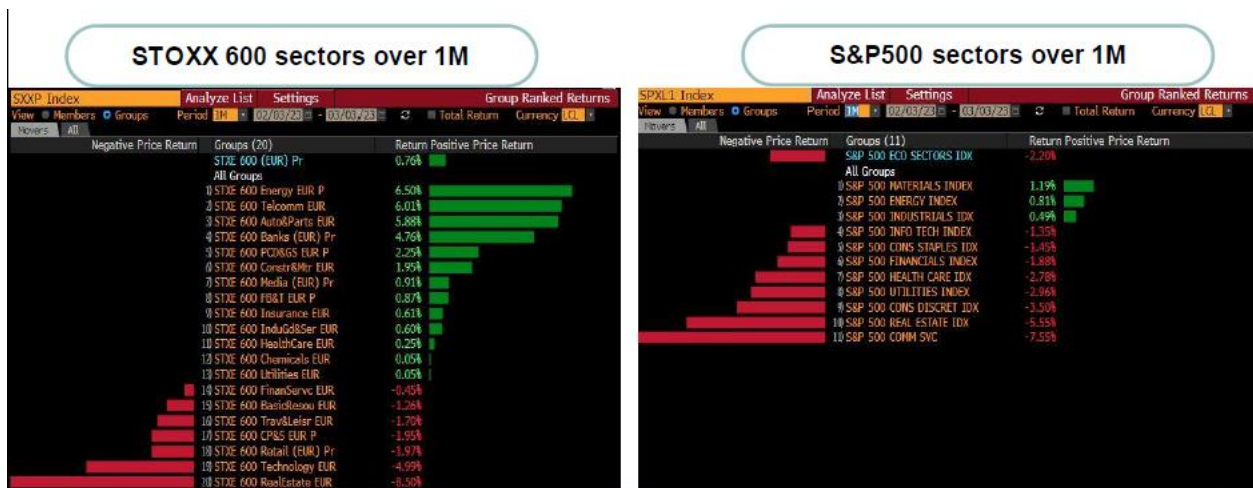 STOXX 600 sectors over 1M
SXXP Index Analyze List Settings Group Ranked Returns
View Members Groups Period 1M 02/03/23 - 03/03/23 Total Return Currency LCL
Movers All
Negative Price Return Groups (20) Return Positive Price Return
STXE 600 (EUR) Pr 0.76%
All Groups
1) STXE 600 Energy EUR P 6.50%
2) STXE 600 Telcomm EUR 6.01%
3) STXE 600 Auto&Parts EUR 5.88%
4) STXE 600 Banks (EUR) Pr 4.76%
5) STXE 600 PCD&GS EUR P 2.25%
6) STXE 600 Constr&Mtr EUR 1.95%
7) STXE 600 Media (EUR) Pr 0.91%
8) STXE 600 FB&T EUR P 0.87%
9) STXE 600 Insurance EUR 0.61%
10) STXE 600 InduGd&Ser EUR 0.60%
11) STXE 600 HealthCare EUR 0.25%
12) STXE 600 Chemicals EUR 0.05%
13) STXE 600 Utilities EUR 0.05%
14) STXE 600 FinanServc EUR -0.45%
15) STXE 600 BasicResou EUR -1.26%
16) STXE 600 Trav&Leisr EUR -1.70%
17) STXE 600 CP&S EUR P -1.95%
18) STXE 600 Retail (EUR) Pr -1.97%
19) STXE 600 Technology EUR -4.99%
20) STXE 600 RealEstate EUR -8.50%
S&P500 sectors over 1M
SPXL1 Index Analyze List Settings Group Ranked Returns
View Members Groups Period 1M 02/03/23 - 03/03/23 Total Return Currency LCL
Movers All
Negative Price Return Groups (11) Return Positive Price Return
S&P 500 ECO SECTORS IDX -2.20%
All Groups
1) S&P 500 MATERIALS INDEX 1.19%
2) S&P 500 ENERGY INDEX 0.81%
3) S&P 500 INDUSTRIALS IDX 0.49%
4) S&P 500 INFO TECH INDEX -1.35%
5) S&P 500 CONS STAPLES IDX -1.45%
6) S&P 500 FINANCIALS INDEX -1.88%
7) S&P 500 HEALTH CARE IDX -2.78%
8) S&P 500 UTILITIES INDEX -2.96%
9) S&P 500 CONS DISCRET IDX -3.50%
10) S&P 500 REAL ESTATE IDX -5.55%
11) S&P 500 COMM SVC -7.55%